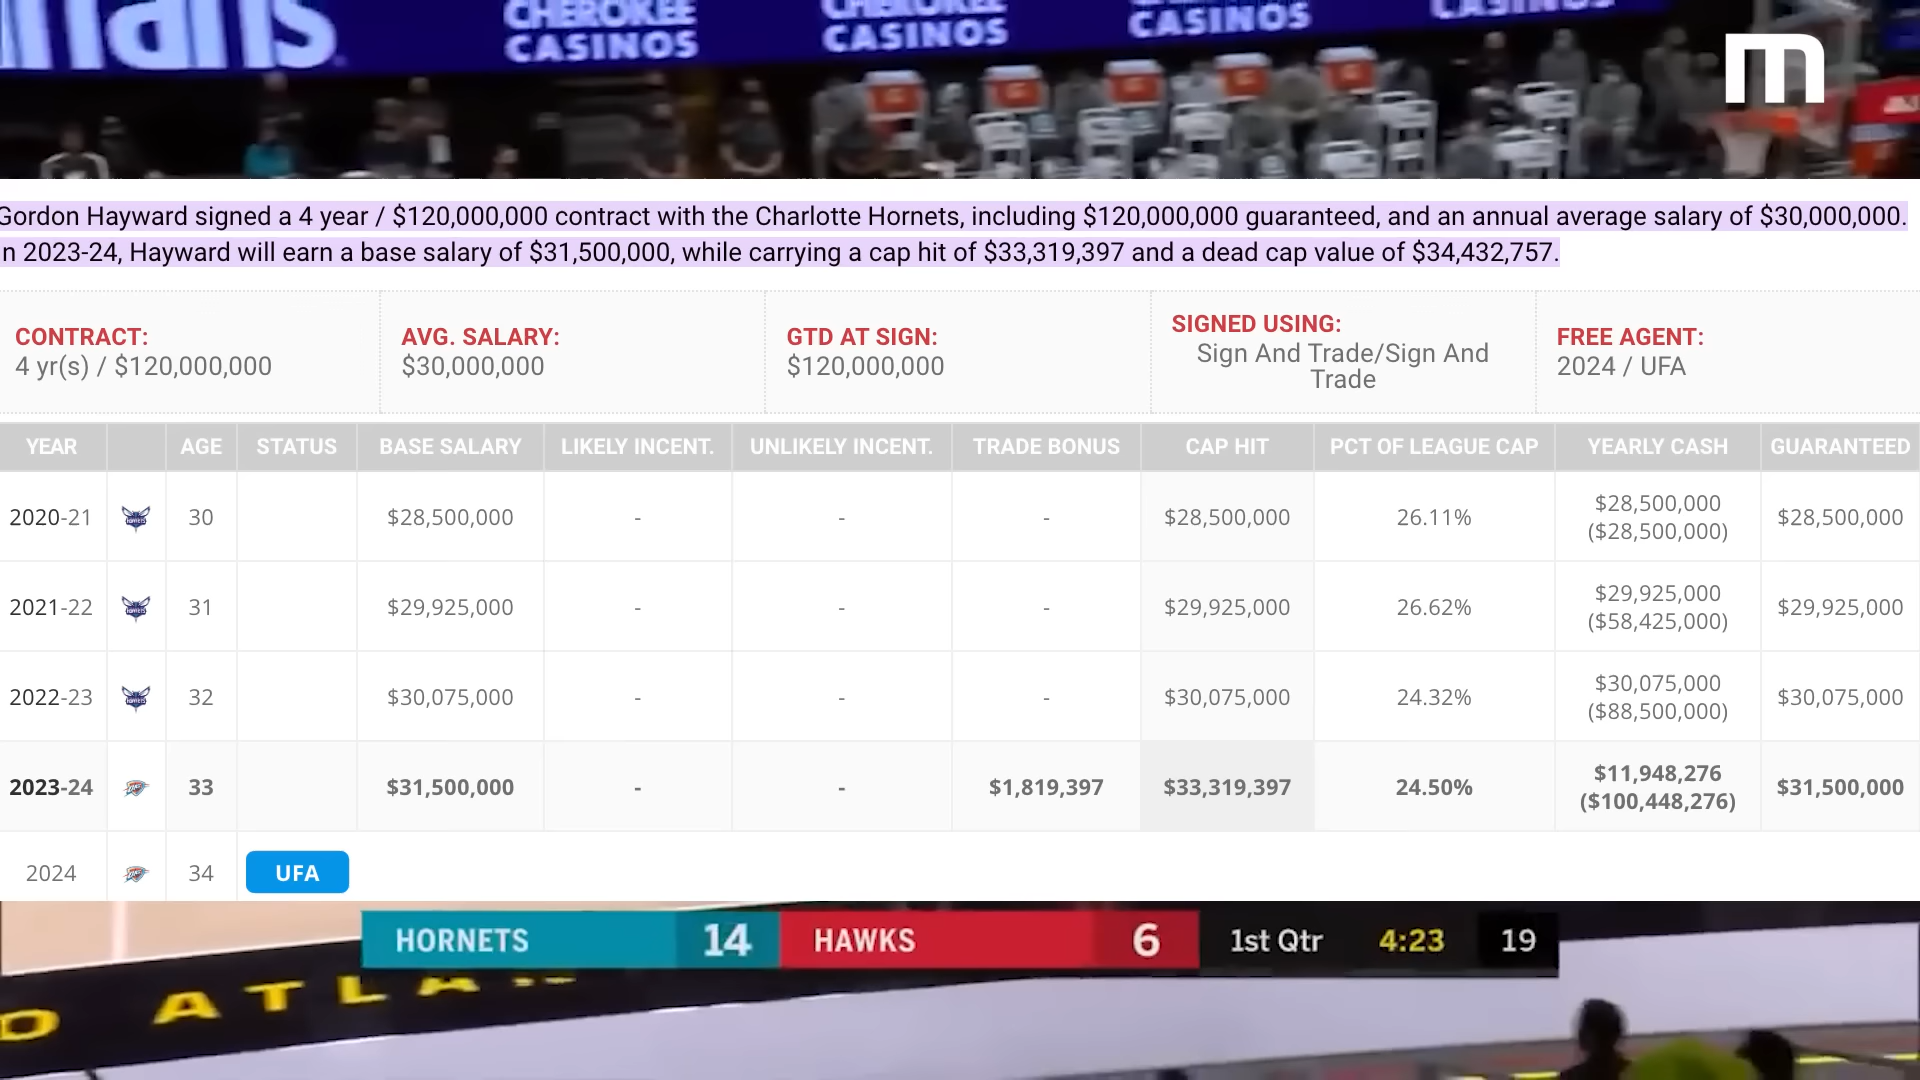 CHEROKEE CHEROKEE
CASINOS CASINOS CASINOS CASINOS
m
Gordon Hayward signed a 4 year / $120,000,000 contract with the Charlotte Hornets, including $120,000,000 guaranteed, and an annual average salary of $30,000,000.
n 2023-24, Hayward will earn a base salary of $31,500,000, while carrying a cap hit of $33,319,397 and a dead cap value of $34,432,757.
CONTRACT: AVG. SALARY: GTD AT SIGN: SIGNED USING: FREE AGENT:
4 yr(s) / $120,000,000 $30,000,000 $120,000,000 Sign And Trade/Sign And 2024 / UFA
Trade
YEAR AGE STATUS BASE SALARY LIKELY INCENT. UNLIKELY INCENT. TRADE BONUS CAP HIT PCT OF LEAGUE CAP YEARLY CASH GUARANTEED
2020-21 30 $28,500,000 - - - $28,500,000 26.11% $28,500,000 $28,500,000
($28,500,000)
2021-22 31 $29,925,000 - - - $29,925,000 26.62% $29,925,000 $29,925,000
($58,425,000)
2022-23 32 $30,075,000 - - - $30,075,000 24.32% $30,075,000 $30,075,000
($88,500,000)
2023-24 33 $31,500,000 - - $1,819,397 $33,319,397 24.50% $11,948,276 $31,500,000
($100,448,276)
2024 34 UFA
HORNETS 14 HAWKS 6 1st Qtr 4:23 19